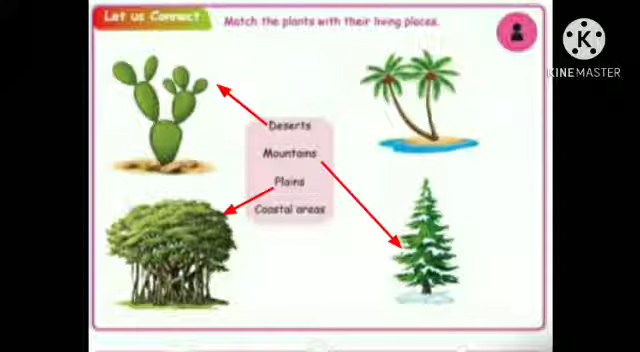 Let us Connect
Match the plants with their living places.
KINEMASTER
Deserts
Mountains
Plains
Coastal areas